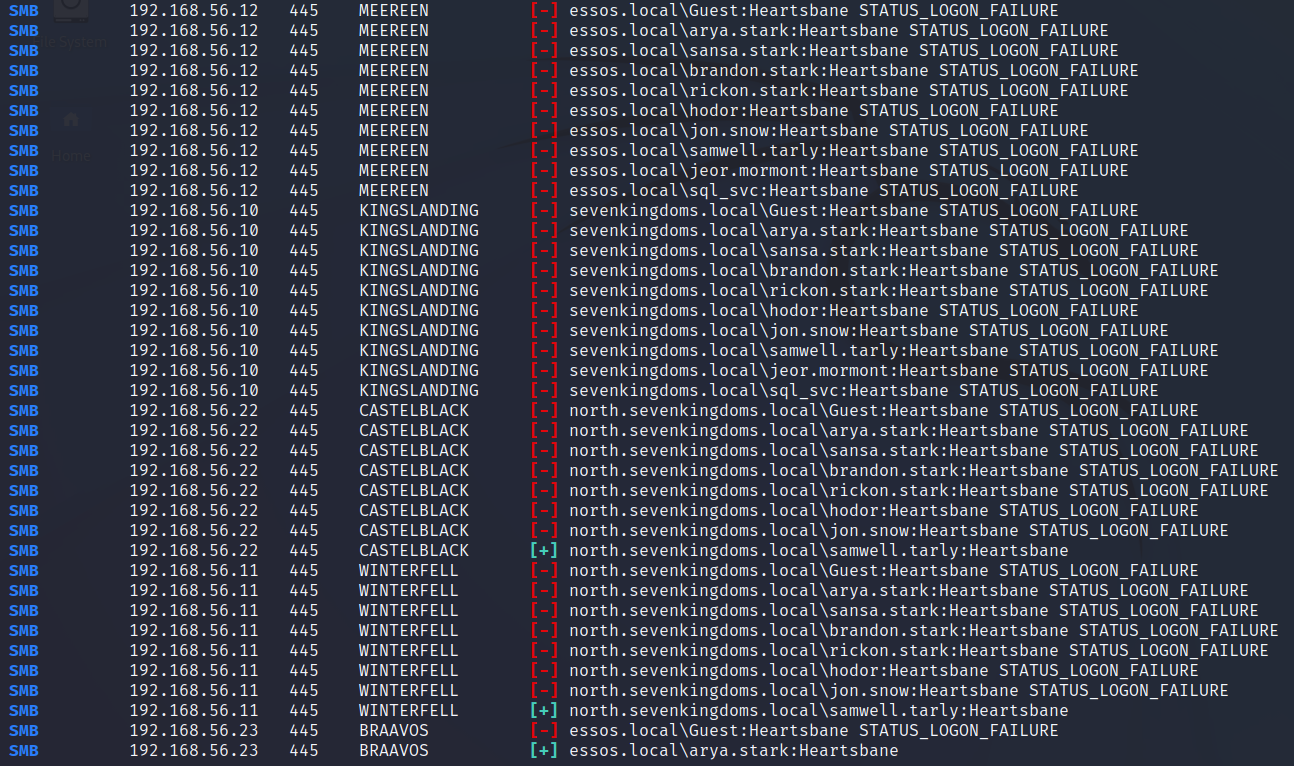 SMB 192.168.56.12 445 MEEREEN [-] essos.local\Guest:Heartsbane STATUS_LOGON_FAILURE
SMB 192.168.56.12 445 MEEREEN [-] essos.local\arya.stark:Heartsbane STATUS_LOGON_FAILURE
SMB 192.168.56.12 445 MEEREEN [-] essos.local\sansa.stark:Heartsbane STATUS_LOGON_FAILURE
SMB 192.168.56.12 445 MEEREEN [-] essos.local\brandon.stark:Heartsbane STATUS_LOGON_FAILURE
SMB 192.168.56.12 445 MEEREEN [-] essos.local\rickon.stark:Heartsbane STATUS_LOGON_FAILURE
SMB 192.168.56.12 445 MEEREEN [-] essos.local\hodor:Heartsbane STATUS_LOGON_FAILURE
SMB 192.168.56.12 445 MEEREEN [-] essos.local\jon.snow:Heartsbane STATUS_LOGON_FAILURE
SMB 192.168.56.12 445 MEEREEN [-] essos.local\samwell.tarly:Heartsbane STATUS_LOGON_FAILURE
SMB 192.168.56.12 445 MEEREEN [-] essos.local\jeor.mormont:Heartsbane STATUS_LOGON_FAILURE
SMB 192.168.56.12 445 MEEREEN [-] essos.local\sql_svc:Heartsbane STATUS_LOGON_FAILURE
SMB 192.168.56.10 445 KINGSLANDING [-] sevenkingdoms.local\Guest:Heartsbane STATUS_LOGON_FAILURE
SMB 192.168.56.10 445 KINGSLANDING [-] sevenkingdoms.local\arya.stark:Heartsbane STATUS_LOGON_FAILURE
SMB 192.168.56.10 445 KINGSLANDING [-] sevenkingdoms.local\sansa.stark:Heartsbane STATUS_LOGON_FAILURE
SMB 192.168.56.10 445 KINGSLANDING [-] sevenkingdoms.local\brandon.stark:Heartsbane STATUS_LOGON_FAILURE
SMB 192.168.56.10 445 KINGSLANDING [-] sevenkingdoms.local\rickon.stark:Heartsbane STATUS_LOGON_FAILURE
SMB 192.168.56.10 445 KINGSLANDING [-] sevenkingdoms.local\hodor:Heartsbane STATUS_LOGON_FAILURE
SMB 192.168.56.10 445 KINGSLANDING [-] sevenkingdoms.local\jon.snow:Heartsbane STATUS_LOGON_FAILURE
SMB 192.168.56.10 445 KINGSLANDING [-] sevenkingdoms.local\samwell.tarly:Heartsbane STATUS_LOGON_FAILURE
SMB 192.168.56.10 445 KINGSLANDING [-] sevenkingdoms.local\jeor.mormont:Heartsbane STATUS_LOGON_FAILURE
SMB 192.168.56.10 445 KINGSLANDING [-] sevenkingdoms.local\sql_svc:Heartsbane STATUS_LOGON_FAILURE
SMB 192.168.56.22 445 CASTELBLACK [-] north.sevenkingdoms.local\Guest:Heartsbane STATUS_LOGON_FAILURE
SMB 192.168.56.22 445 CASTELBLACK [-] north.sevenkingdoms.local\arya.stark:Heartsbane STATUS_LOGON_FAILURE
SMB 192.168.56.22 445 CASTELBLACK [-] north.sevenkingdoms.local\sansa.stark:Heartsbane STATUS_LOGON_FAILURE
SMB 192.168.56.22 445 CASTELBLACK [-] north.sevenkingdoms.local\brandon.stark:Heartsbane STATUS_LOGON_FAILURE
SMB 192.168.56.22 445 CASTELBLACK [-] north.sevenkingdoms.local\rickon.stark:Heartsbane STATUS_LOGON_FAILURE
SMB 192.168.56.22 445 CASTELBLACK [-] north.sevenkingdoms.local\hodor:Heartsbane STATUS_LOGON_FAILURE
SMB 192.168.56.22 445 CASTELBLACK [-] north.sevenkingdoms.local\jon.snow:Heartsbane STATUS_LOGON_FAILURE
SMB 192.168.56.22 445 CASTELBLACK [+] north.sevenkingdoms.local\samwell.tarly:Heartsbane
SMB 192.168.56.11 445 WINTERFELL [-] north.sevenkingdoms.local\Guest:Heartsbane STATUS_LOGON_FAILURE
SMB 192.168.56.11 445 WINTERFELL [-] north.sevenkingdoms.local\arya.stark:Heartsbane STATUS_LOGON_FAILURE
SMB 192.168.56.11 445 WINTERFELL [-] north.sevenkingdoms.local\sansa.stark:Heartsbane STATUS_LOGON_FAILURE
SMB 192.168.56.11 445 WINTERFELL [-] north.sevenkingdoms.local\brandon.stark:Heartsbane STATUS_LOGON_FAILURE
SMB 192.168.56.11 445 WINTERFELL [-] north.sevenkingdoms.local\rickon.stark:Heartsbane STATUS_LOGON_FAILURE
SMB 192.168.56.11 445 WINTERFELL [-] north.sevenkingdoms.local\hodor:Heartsbane STATUS_LOGON_FAILURE
SMB 192.168.56.11 445 WINTERFELL [-] north.sevenkingdoms.local\jon.snow:Heartsbane STATUS_LOGON_FAILURE
SMB 192.168.56.11 445 WINTERFELL [+] north.sevenkingdoms.local\samwell.tarly:Heartsbane
SMB 192.168.56.23 445 BRAAVOS [-] essos.local\Guest:Heartsbane STATUS_LOGON_FAILURE
SMB 192.168.56.23 445 BRAAVOS [+] essos.local\arya.stark:Heartsbane
Home